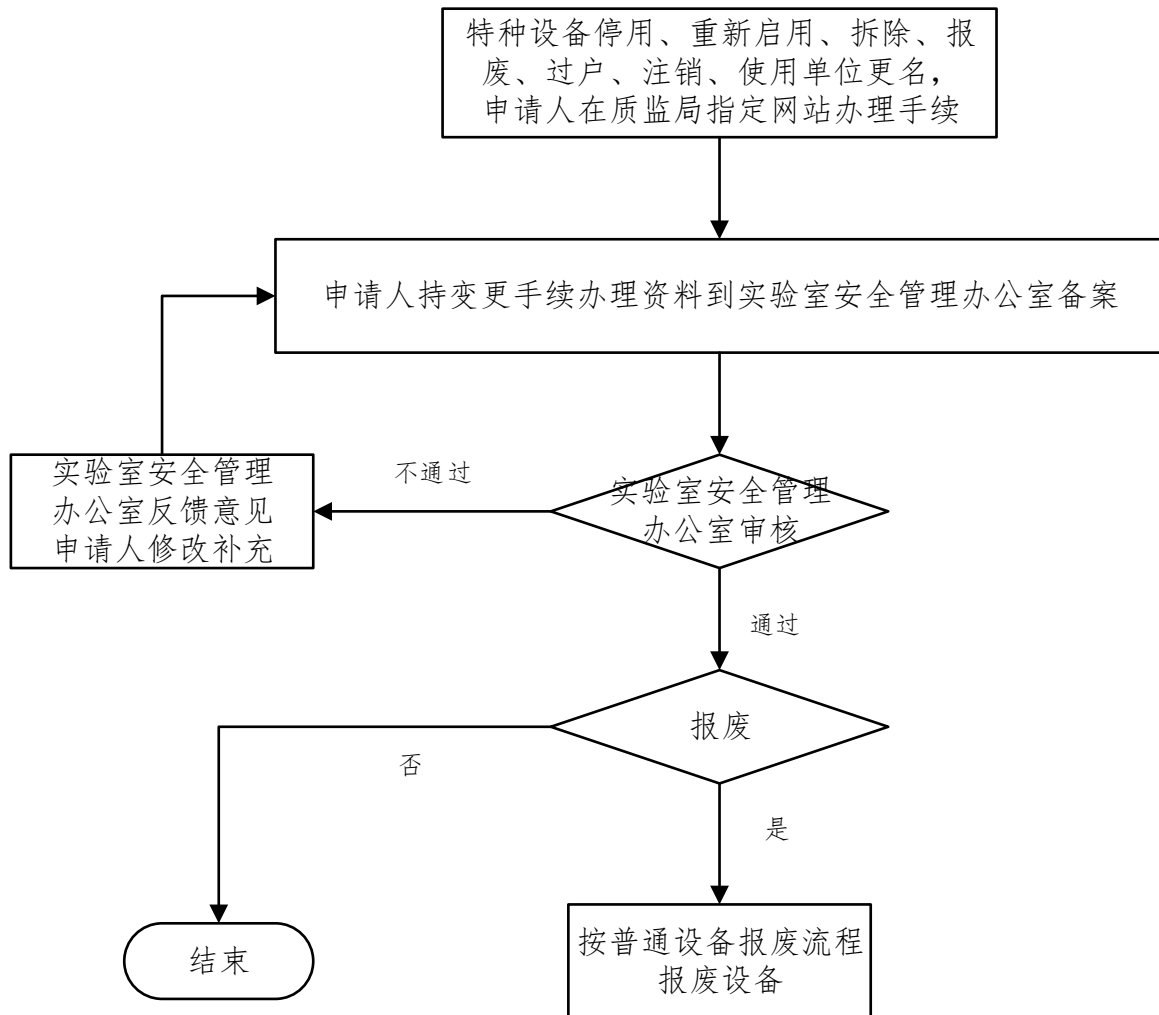 特种设备停用、重新启用、拆除、报
废、过户、注销、使用单位更名，
申请人在质监局指定网站办理手续
申请人持变更手续办理资料到实验室安全管理办公室备案
实验室安全管理
办公室反馈意见
申请人修改补充
不通过
实验室安全管理
办公室审核
通过
报废
否
是
结束
按普通设备报废流程
报废设备